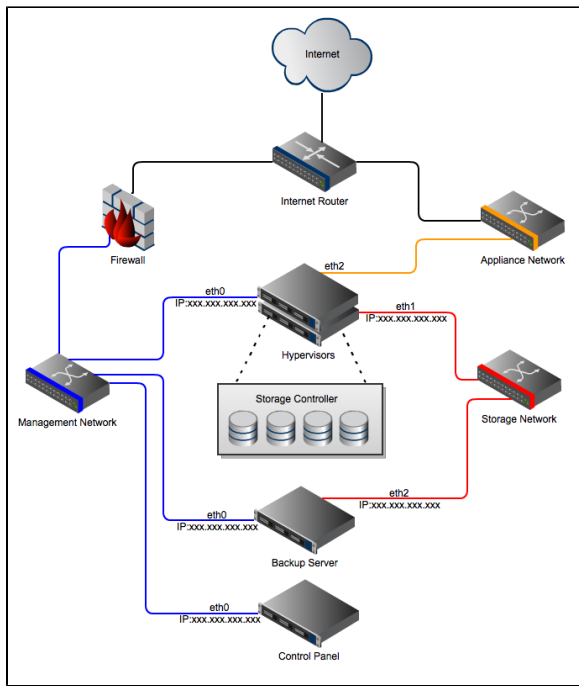 Internet
Internet Router
Firewall
Appliance Network
eth2
eth0
IP:xxx.xxx.xxx.xxx
eth1
IP:xxx.xxx.xxx.xxx
Hypervisors
Storage Controller
Management Network
Storage Network
eth2
IP:xxx.xxx.xxx.xxx
eth0
IP:xxx.xxx.xxx.xxx
Backup Server
eth0
IP:xxx.xxx.xxx.xxx
Control Panel